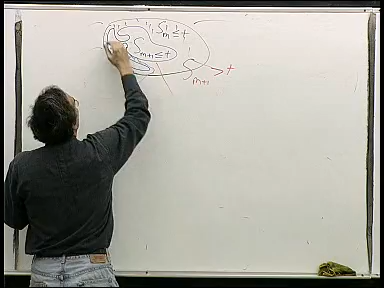 S_m ≤ t
S_{m+1} ≤ t
S_{m+1} > t